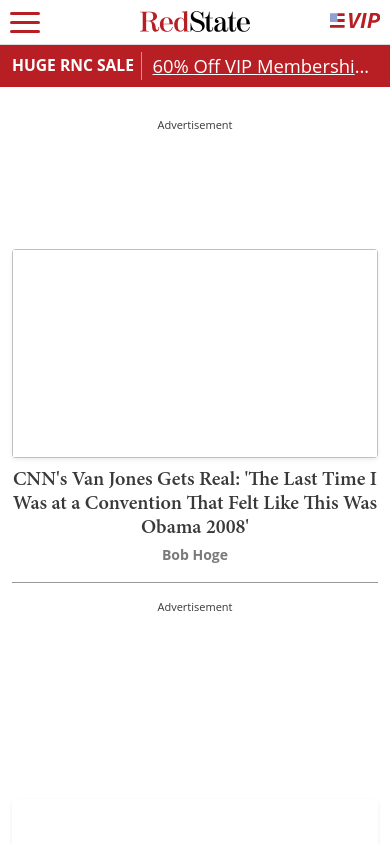 RedState
VIP
HUGE RNC SALE
60% Off VIP Membershi...
Advertisement
CNN's Van Jones Gets Real: 'The Last Time I
Was at a Convention That Felt Like This Was
Obama 2008'
Bob Hoge
Advertisement